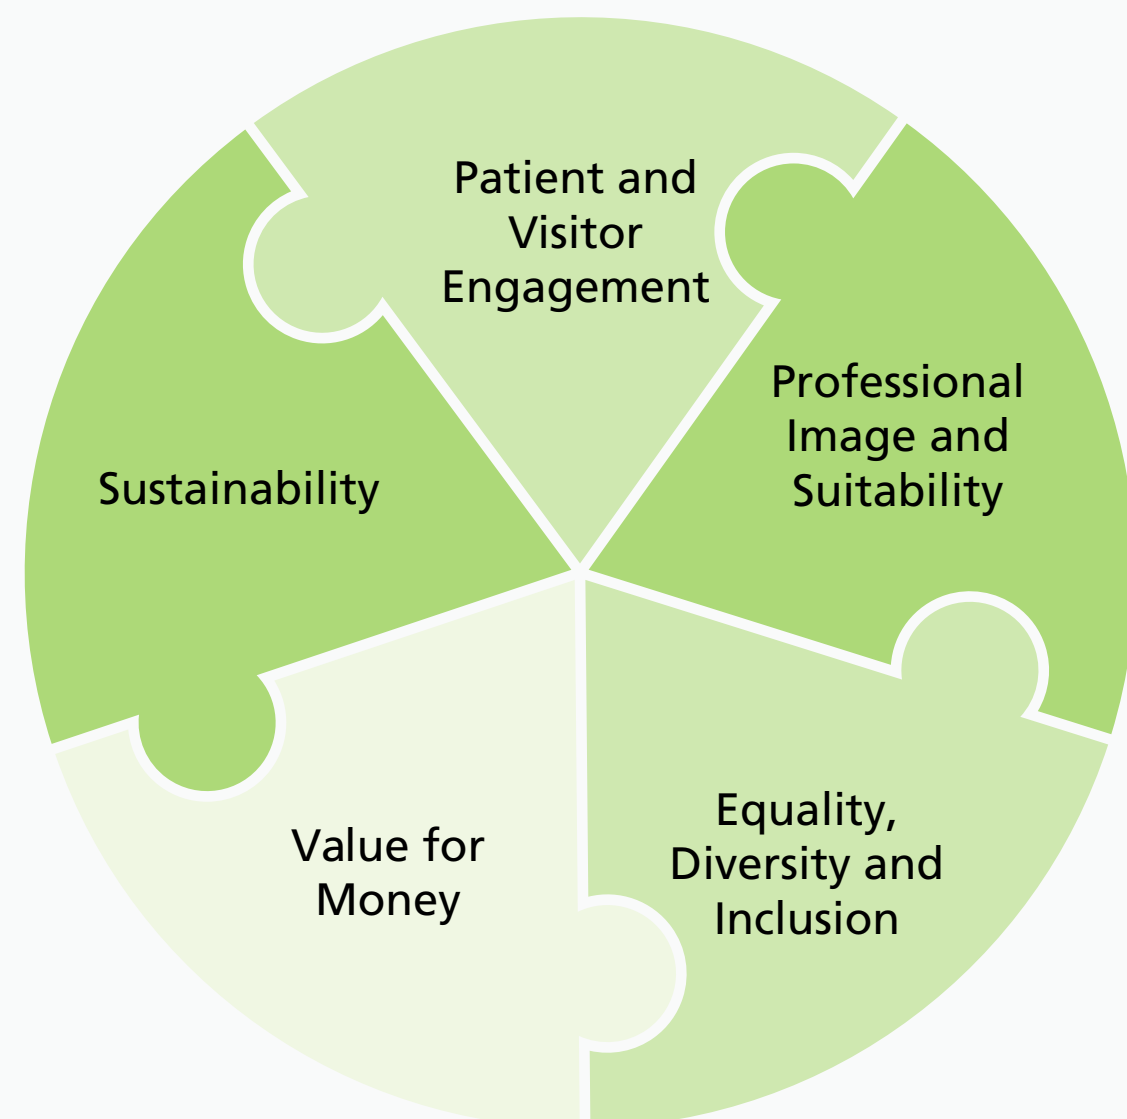 Patient and
Visitor
Engagement
Professional
Image and
Suitability
Equality,
Diversity and
Inclusion
Value for
Money
Sustainability